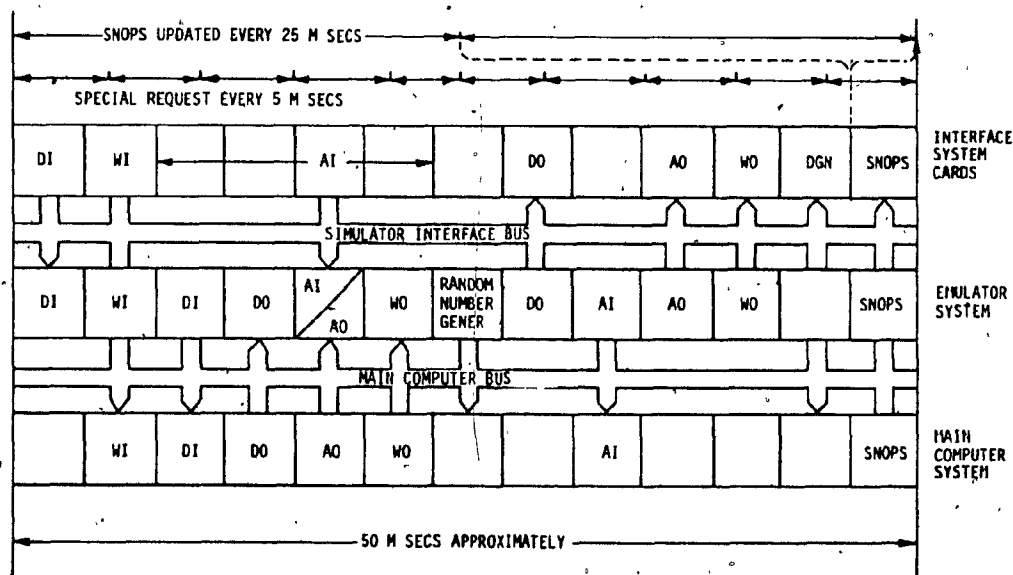 SNOPS UPDATED EVERY 25 M SECS
SPECIAL REQUEST EVERY 5 M SECS
DI WI AI DO AO WO DGN SNOPS
INTERFACE
SYSTEM
CARDS
SIMULATOR INTERFACE BUS
DI WI DI DO AI AO WO RANDOM NUMBER GENER DO AI AO WO SNOPS
EMULATOR
SYSTEM
MAIN COMPUTER BUS
WI DI DO AO WO AI SNOPS
MAIN
COMPUTER
SYSTEM
50 M SECS APPROXIMATELY